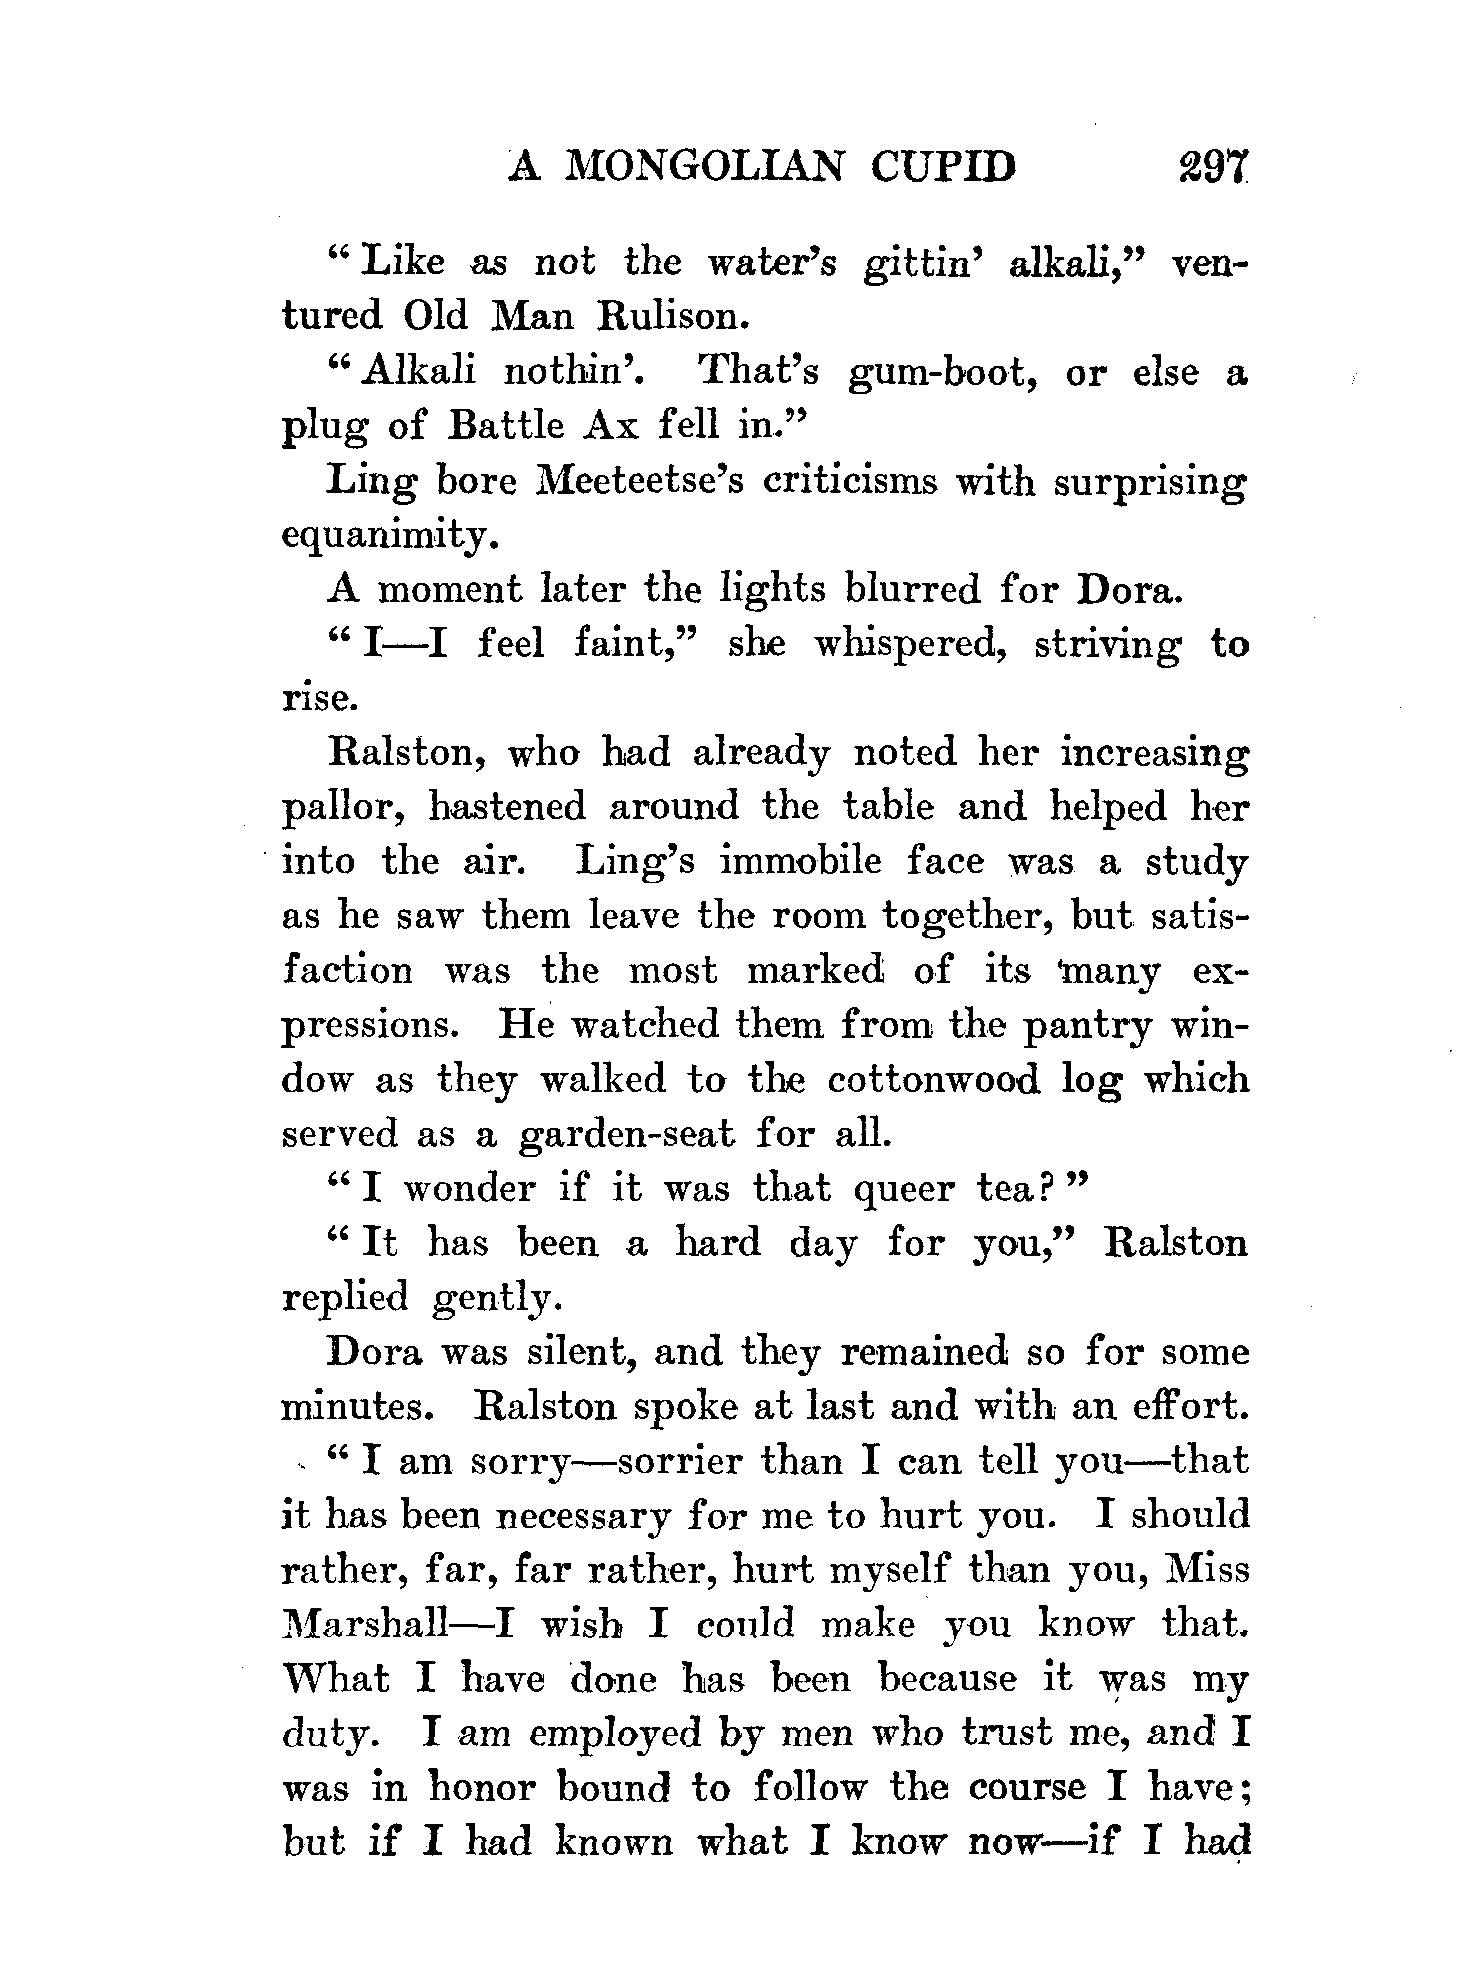 A MONGOLIAN CUPID 297
“Like as not the water’s gittin’ alkali,” ven-
tured Old Man Rulison.
“Alkali nothin’. That’s gum-boot, or else a
plug of Battle Ax fell in.”
Ling bore Meeteetse’s criticisms with surprising
equanimity.
A moment later the lights blurred for Dora.
“I—I feel faint,” she whispered, striving to
rise.
Ralston, who had already noted her increasing
pallor, hastened around the table and helped her
into the air. Ling’s immobile face was a study
as he saw them leave the room together, but satis-
faction was the most marked of its many ex-
pressions. He watched them from the pantry win-
dow as they walked to the cottonwood log which
served as a garden-seat for all.
“I wonder if it was that queer tea?”
“It has been a hard day for you,” Ralston
replied gently.
Dora was silent, and they remained so for some
minutes. Ralston spoke at last and with an effort.
“I am sorry—sorrier than I can tell you—that
it has been necessary for me to hurt you. I should
rather, far, far rather, hurt myself than you, Miss
Marshall—I wish I could make you know that.
What I have done has been because it was my
duty. I am employed by men who trust me, and I
was in honor bound to follow the course I have;
but if I had known what I know now—if I had